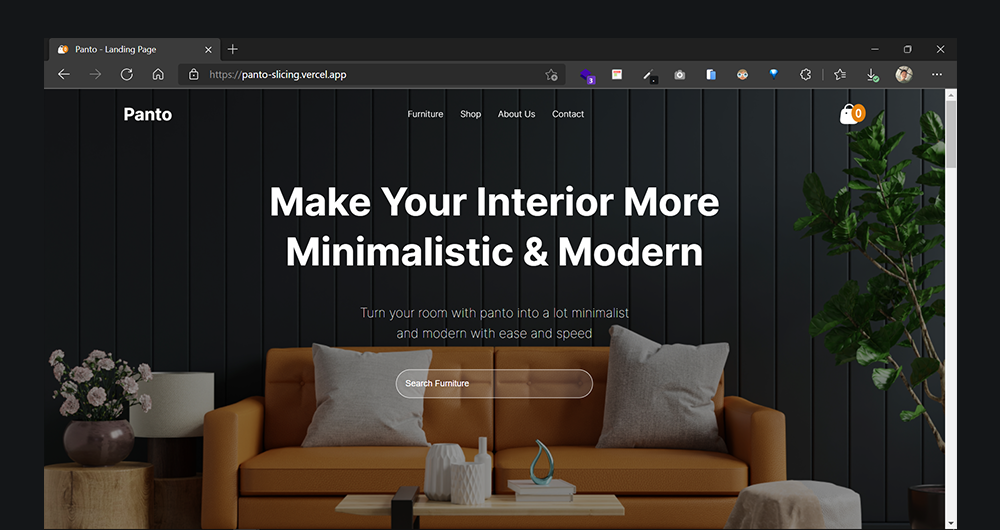 Panto - Landing Page
https://panto-slicing.vercel.app
3
Panto
Furniture
Shop
About Us
Contact
0
Make Your Interior More
Minimalistic & Modern
Turn your room with panto into a lot minimalist
and modern with ease and speed
Search Furniture